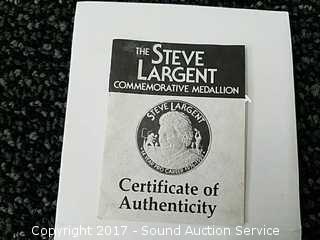 THE STEVE
LARGENT
COMMEMORATIVE MEDALLION
STEVE LARGENT
Certificate of
Authenticity
Copyright 2017 - Sound Auction Service